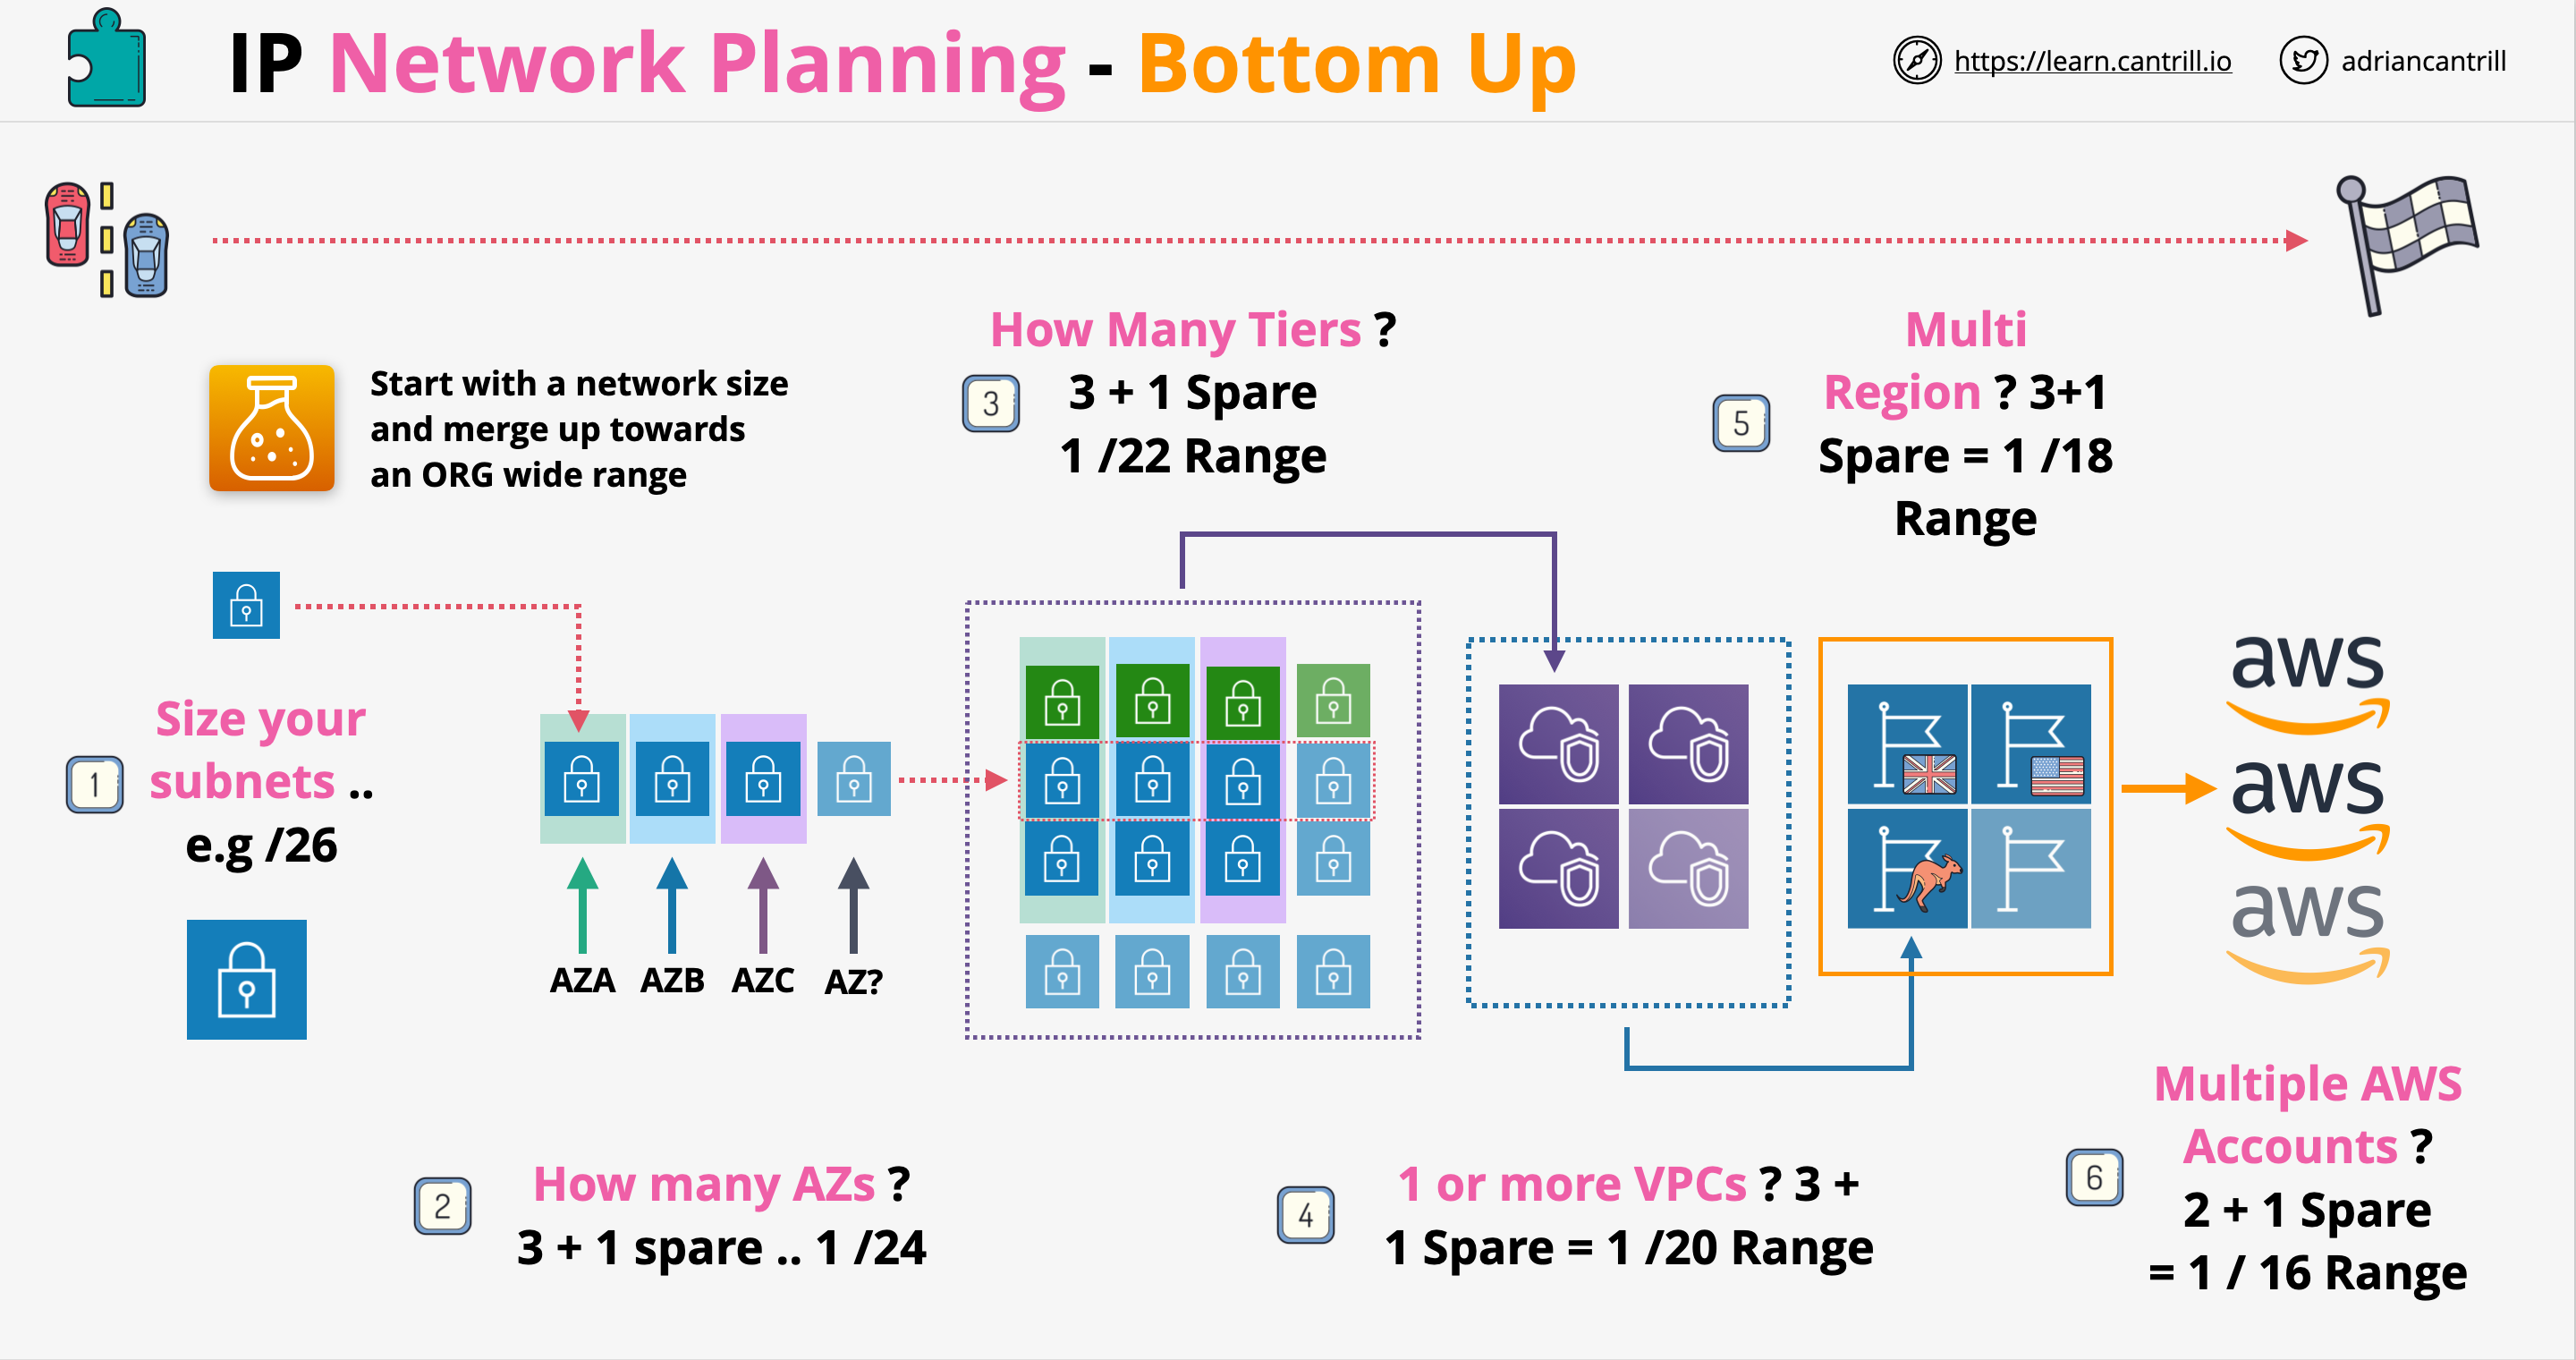 IP Network Planning - Bottom Up
https://learn.cantrill.io
adriancantrill
Start with a network size
and merge up towards
an ORG wide range
1
Size your
subnets ..
e.g /26
AZA
AZB
AZC
AZ?
2
How many AZs ?
3 + 1 spare .. 1 /24
3
How Many Tiers ?
3 + 1 Spare
1 /22 Range
4
1 or more VPCs ? 3 +
1 Spare = 1 /20 Range
5
Multi
Region ? 3+1
Spare = 1 /18
Range
aws
aws
aws
6
Multiple AWS
Accounts ?
2 + 1 Spare
= 1 / 16 Range